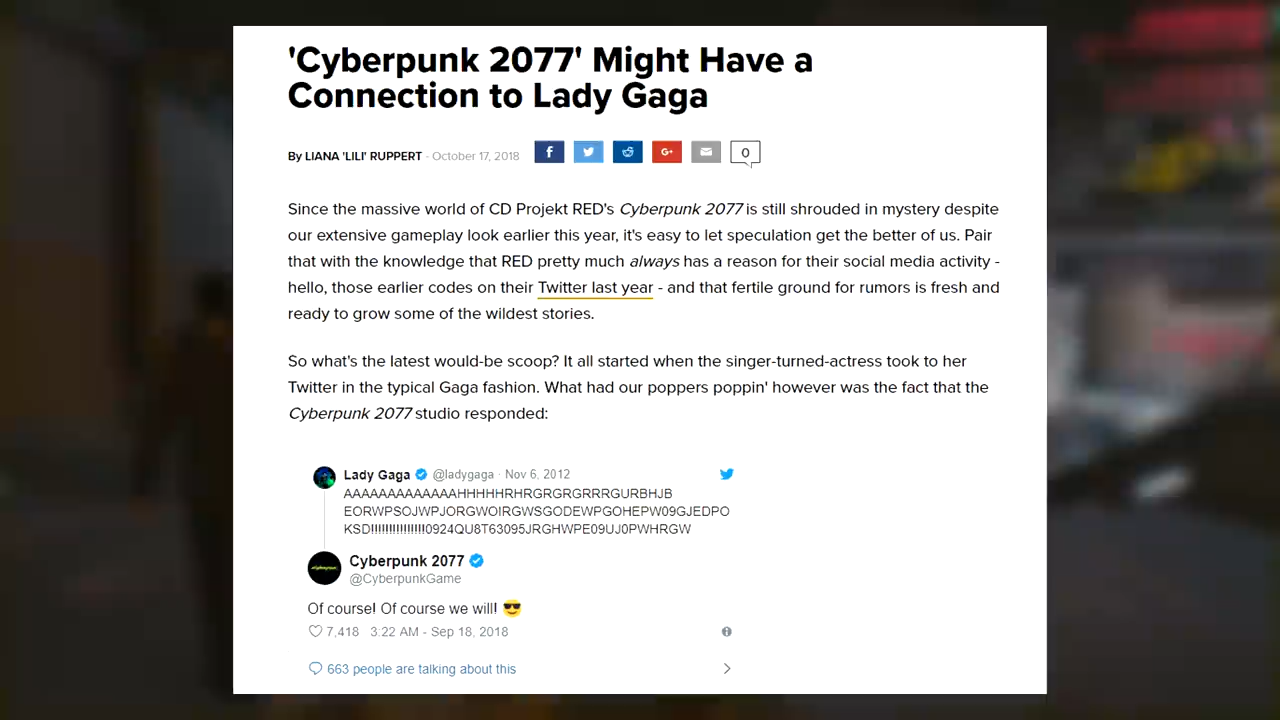 'Cyberpunk 2077' Might Have a
Connection to Lady Gaga
By LIANA 'LILI' RUPPERT - October 17, 2018
0
Since the massive world of CD Projekt RED's Cyberpunk 2077 is still shrouded in mystery despite
our extensive gameplay look earlier this year, it's easy to let speculation get the better of us. Pair
that with the knowledge that RED pretty much always has a reason for their social media activity -
hello, those earlier codes on their Twitter last year - and that fertile ground for rumors is fresh and
ready to grow some of the wildest stories.
So what's the latest would-be scoop? It all started when the singer-turned-actress took to her
Twitter in the typical Gaga fashion. What had our poppers poppin' however was the fact that the
Cyberpunk 2077 studio responded:
Lady Gaga @ladygaga · Nov 6, 2012
AAAAAAAAAAAAAHHHHHRHRGRGRGRRRGURBHJB
EORWPSOJWPJORGWOIRGWSGODEWPGOHEPW09GJEDPO
KSD!!!!!!!!!!!!!!!0924QU8T63095JRGHWPE09UJ0PWHRGW
Cyberpunk 2077
@CyberpunkGame
Of course! Of course we will! 😎
7,418 3:22 AM - Sep 18, 2018
663 people are talking about this